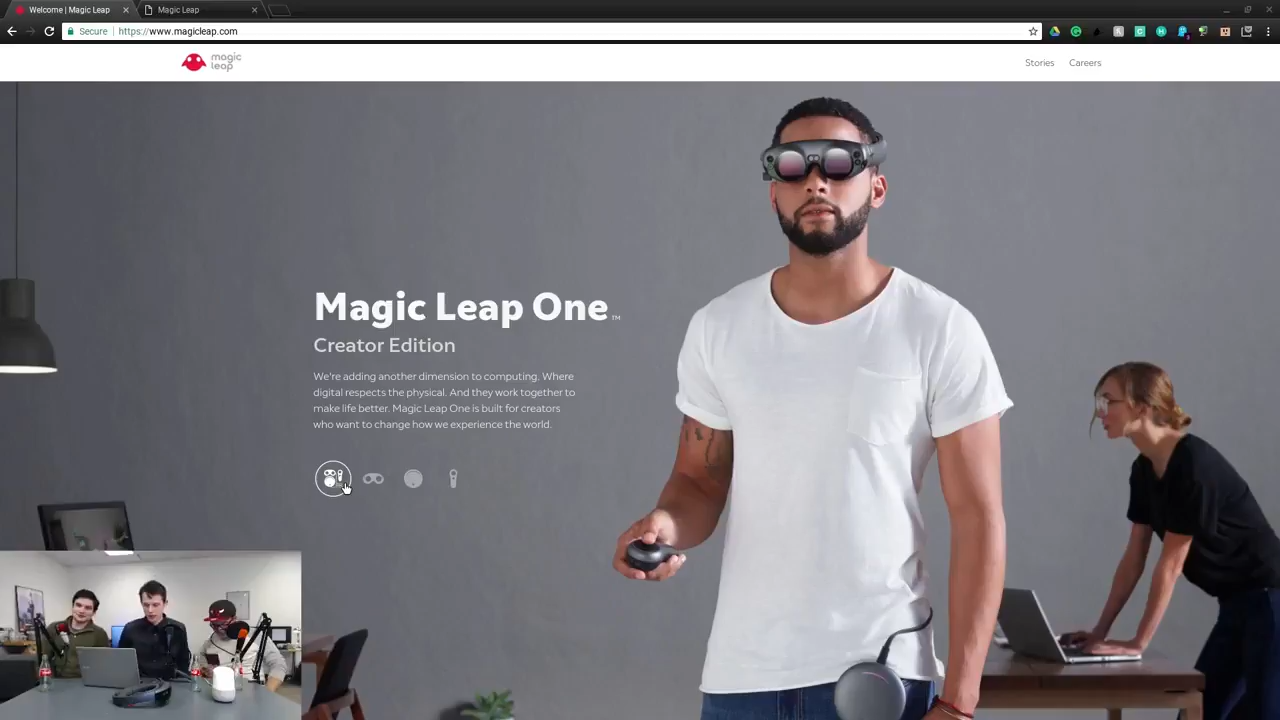 Welcome | Magic Leap
Magic Leap
Secure
https://www.magicleap.com
magic
leap
Stories
Careers
Magic Leap One
TM
Creator Edition
We're adding another dimension to computing. Where
digital respects the physical. And they work together to
make life better. Magic Leap One is built for creators
who want to change how we experience the world.